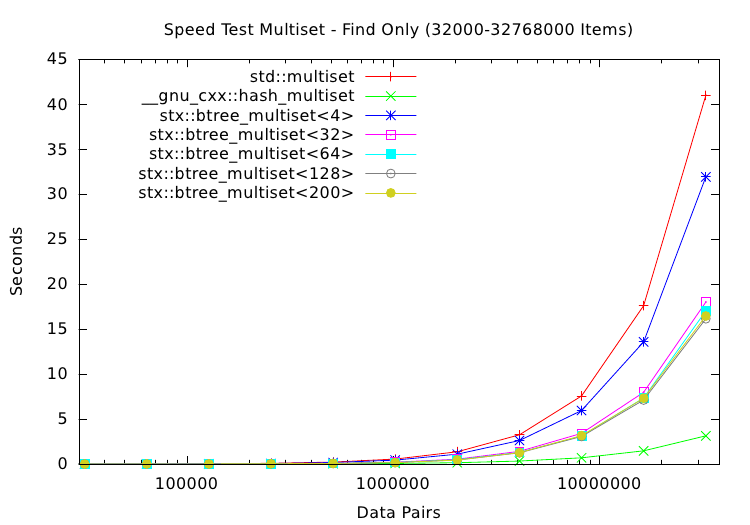 Speed Test Multiset - Find Only (32000-32768000 Items)
45
40
35
30
25
20
15
10
5
0
Seconds
std::multiset
__gnu_cxx::hash_multiset
stx::btree_multiset<4>
stx::btree_multiset<32>
stx::btree_multiset<64>
stx::btree_multiset<128>
stx::btree_multiset<200>
100000 1000000 10000000
Data Pairs